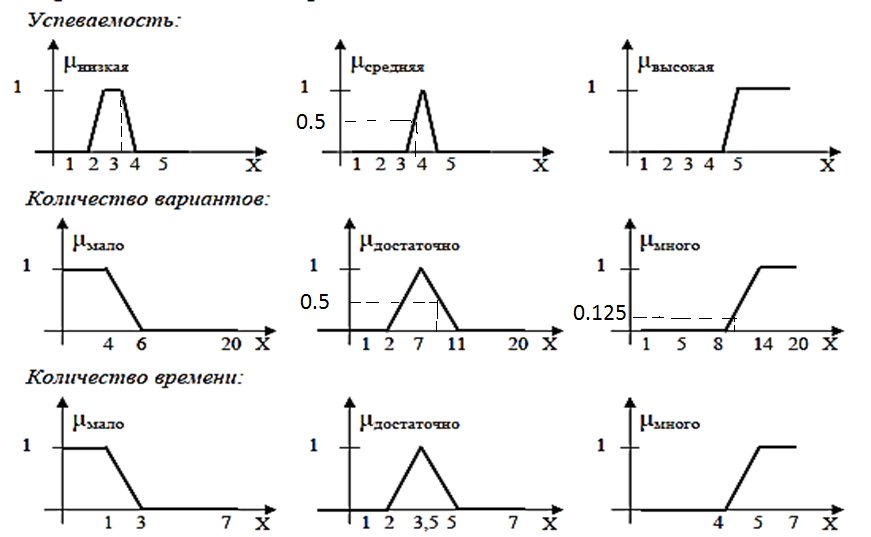 Успеваемость:
μнизкая μсредняя μвысокая
1 1 1
0.5
1 2 3 4 5 X 1 2 3 4 5 X 1 2 3 4 5 X
Количество вариантов:
μмало μдостаточно μмного
1 1 1
0.5 0.125
4 6 20 X 1 2 7 11 20 X 1 5 8 14 20 X
Количество времени:
μмало μдостаточно μмного
1 1 1
1 3 7 X 1 2 3,5 5 7 X 4 5 7 X